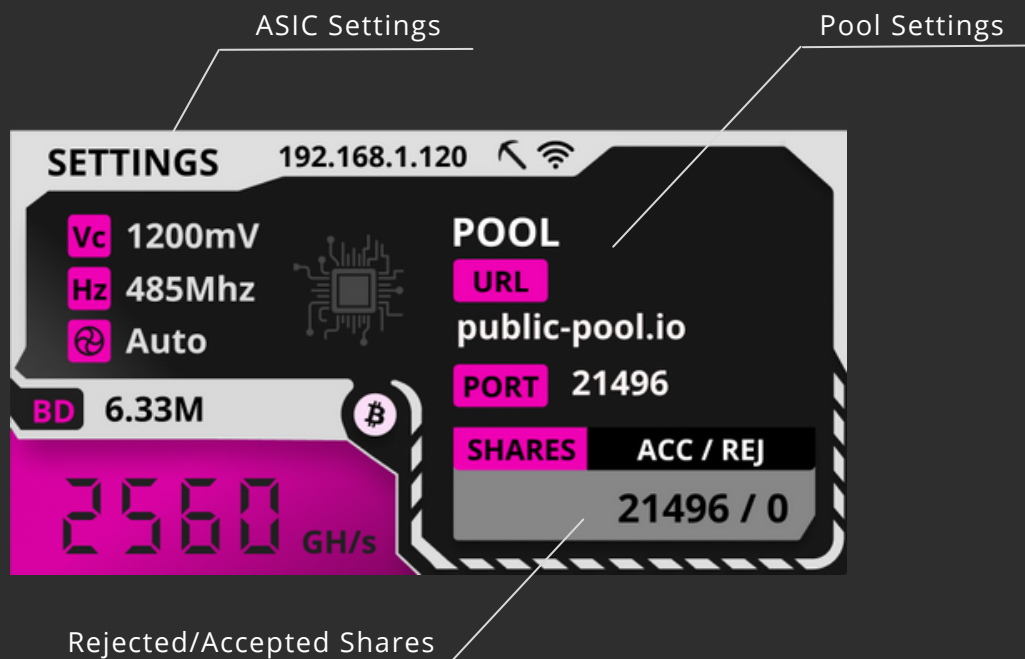 ASIC Settings
Pool Settings
SETTINGS
192.168.1.120
Vc 1200mV
Hz 485Mhz
Auto
BD 6.33M
2560 GH/s
POOL
URL
public-pool.io
PORT 21496
SHARES ACC / REJ
21496 / 0
Rejected/Accepted Shares